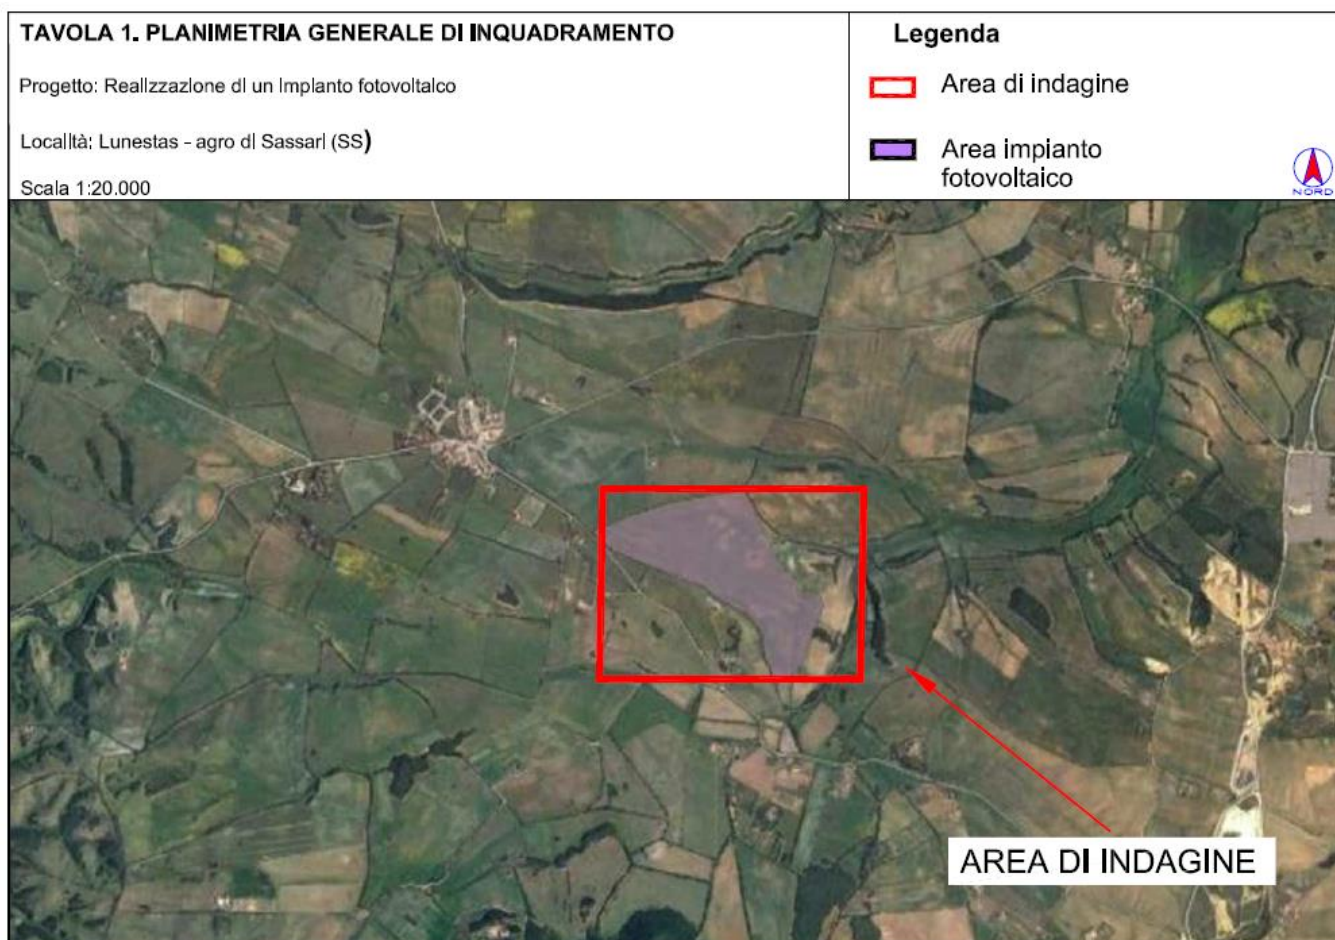 TAVOLA 1. PLANIMETRIA GENERALE DI INQUADRAMENTO
Progetto: Realizzazione di un Impianto fotovoltaico
Località: Lunestas - agro di Sassari (SS)
Scala 1:20.000
Legenda
Area di indagine
Area impianto
fotovoltaico
NORD
AREA DI INDAGINE